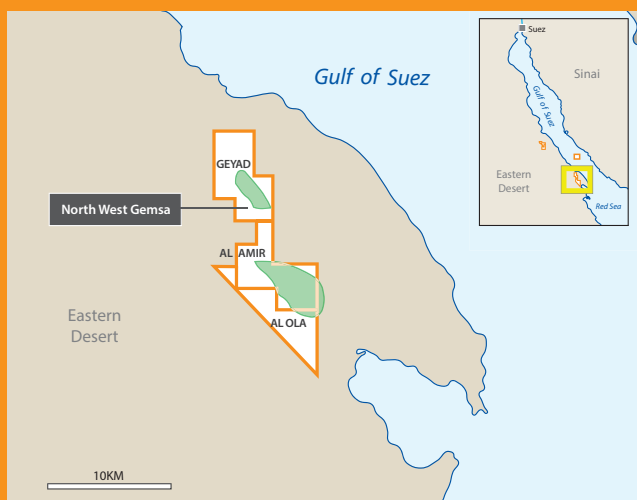 Gulf of Suez
GEYAD
North West Gemsa
AL AMIR
AL OLA
Eastern
Desert
10KM
Suez
Sinai
Gulf of Suez
Eastern
Desert
Red Sea